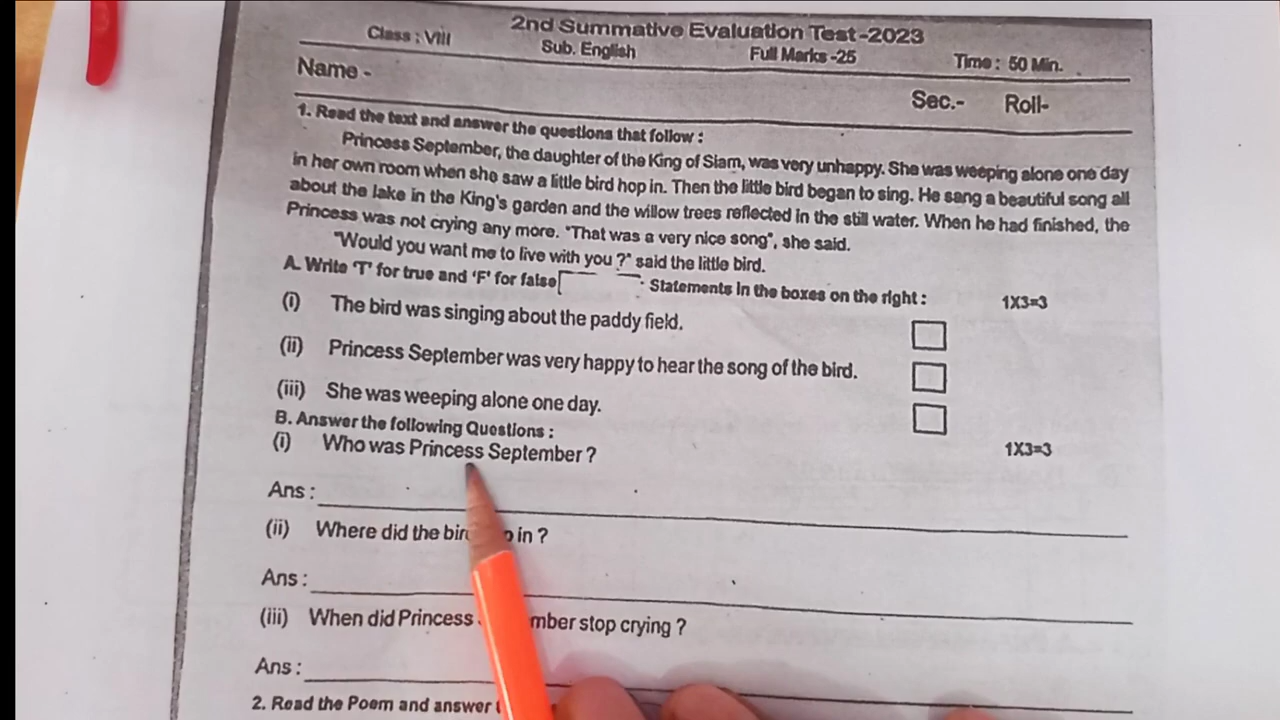 2nd Summative Evaluation Test-2023
Class : VIII Sub. English Full Marks -25 Time : 50 Min.
Name - Sec.- Roll-
1. Read the text and answer the questions that follow :
Princess September, the daughter of the King of Siam, was very unhappy. She was weeping alone one day
in her own room when she saw a little bird hop in. Then the little bird began to sing. He sang a beautiful song all
about the lake in the King's garden and the willow trees reflected in the still water. When he had finished, the
Princess was not crying any more. "That was a very nice song", she said.
"Would you want me to live with you ?" said the little bird.
A. Write 'T' for true and 'F' for false Statements in the boxes on the right : 1X3=3
(i) The bird was singing about the paddy field.
(ii) Princess September was very happy to hear the song of the bird.
(iii) She was weeping alone one day.
B. Answer the following Questions : 1X3=3
(i) Who was Princess September ?
Ans :
(ii) Where did the in ?
Ans :
(iii) When did Princess stop crying ?
Ans :
2. Read the Poem and answer